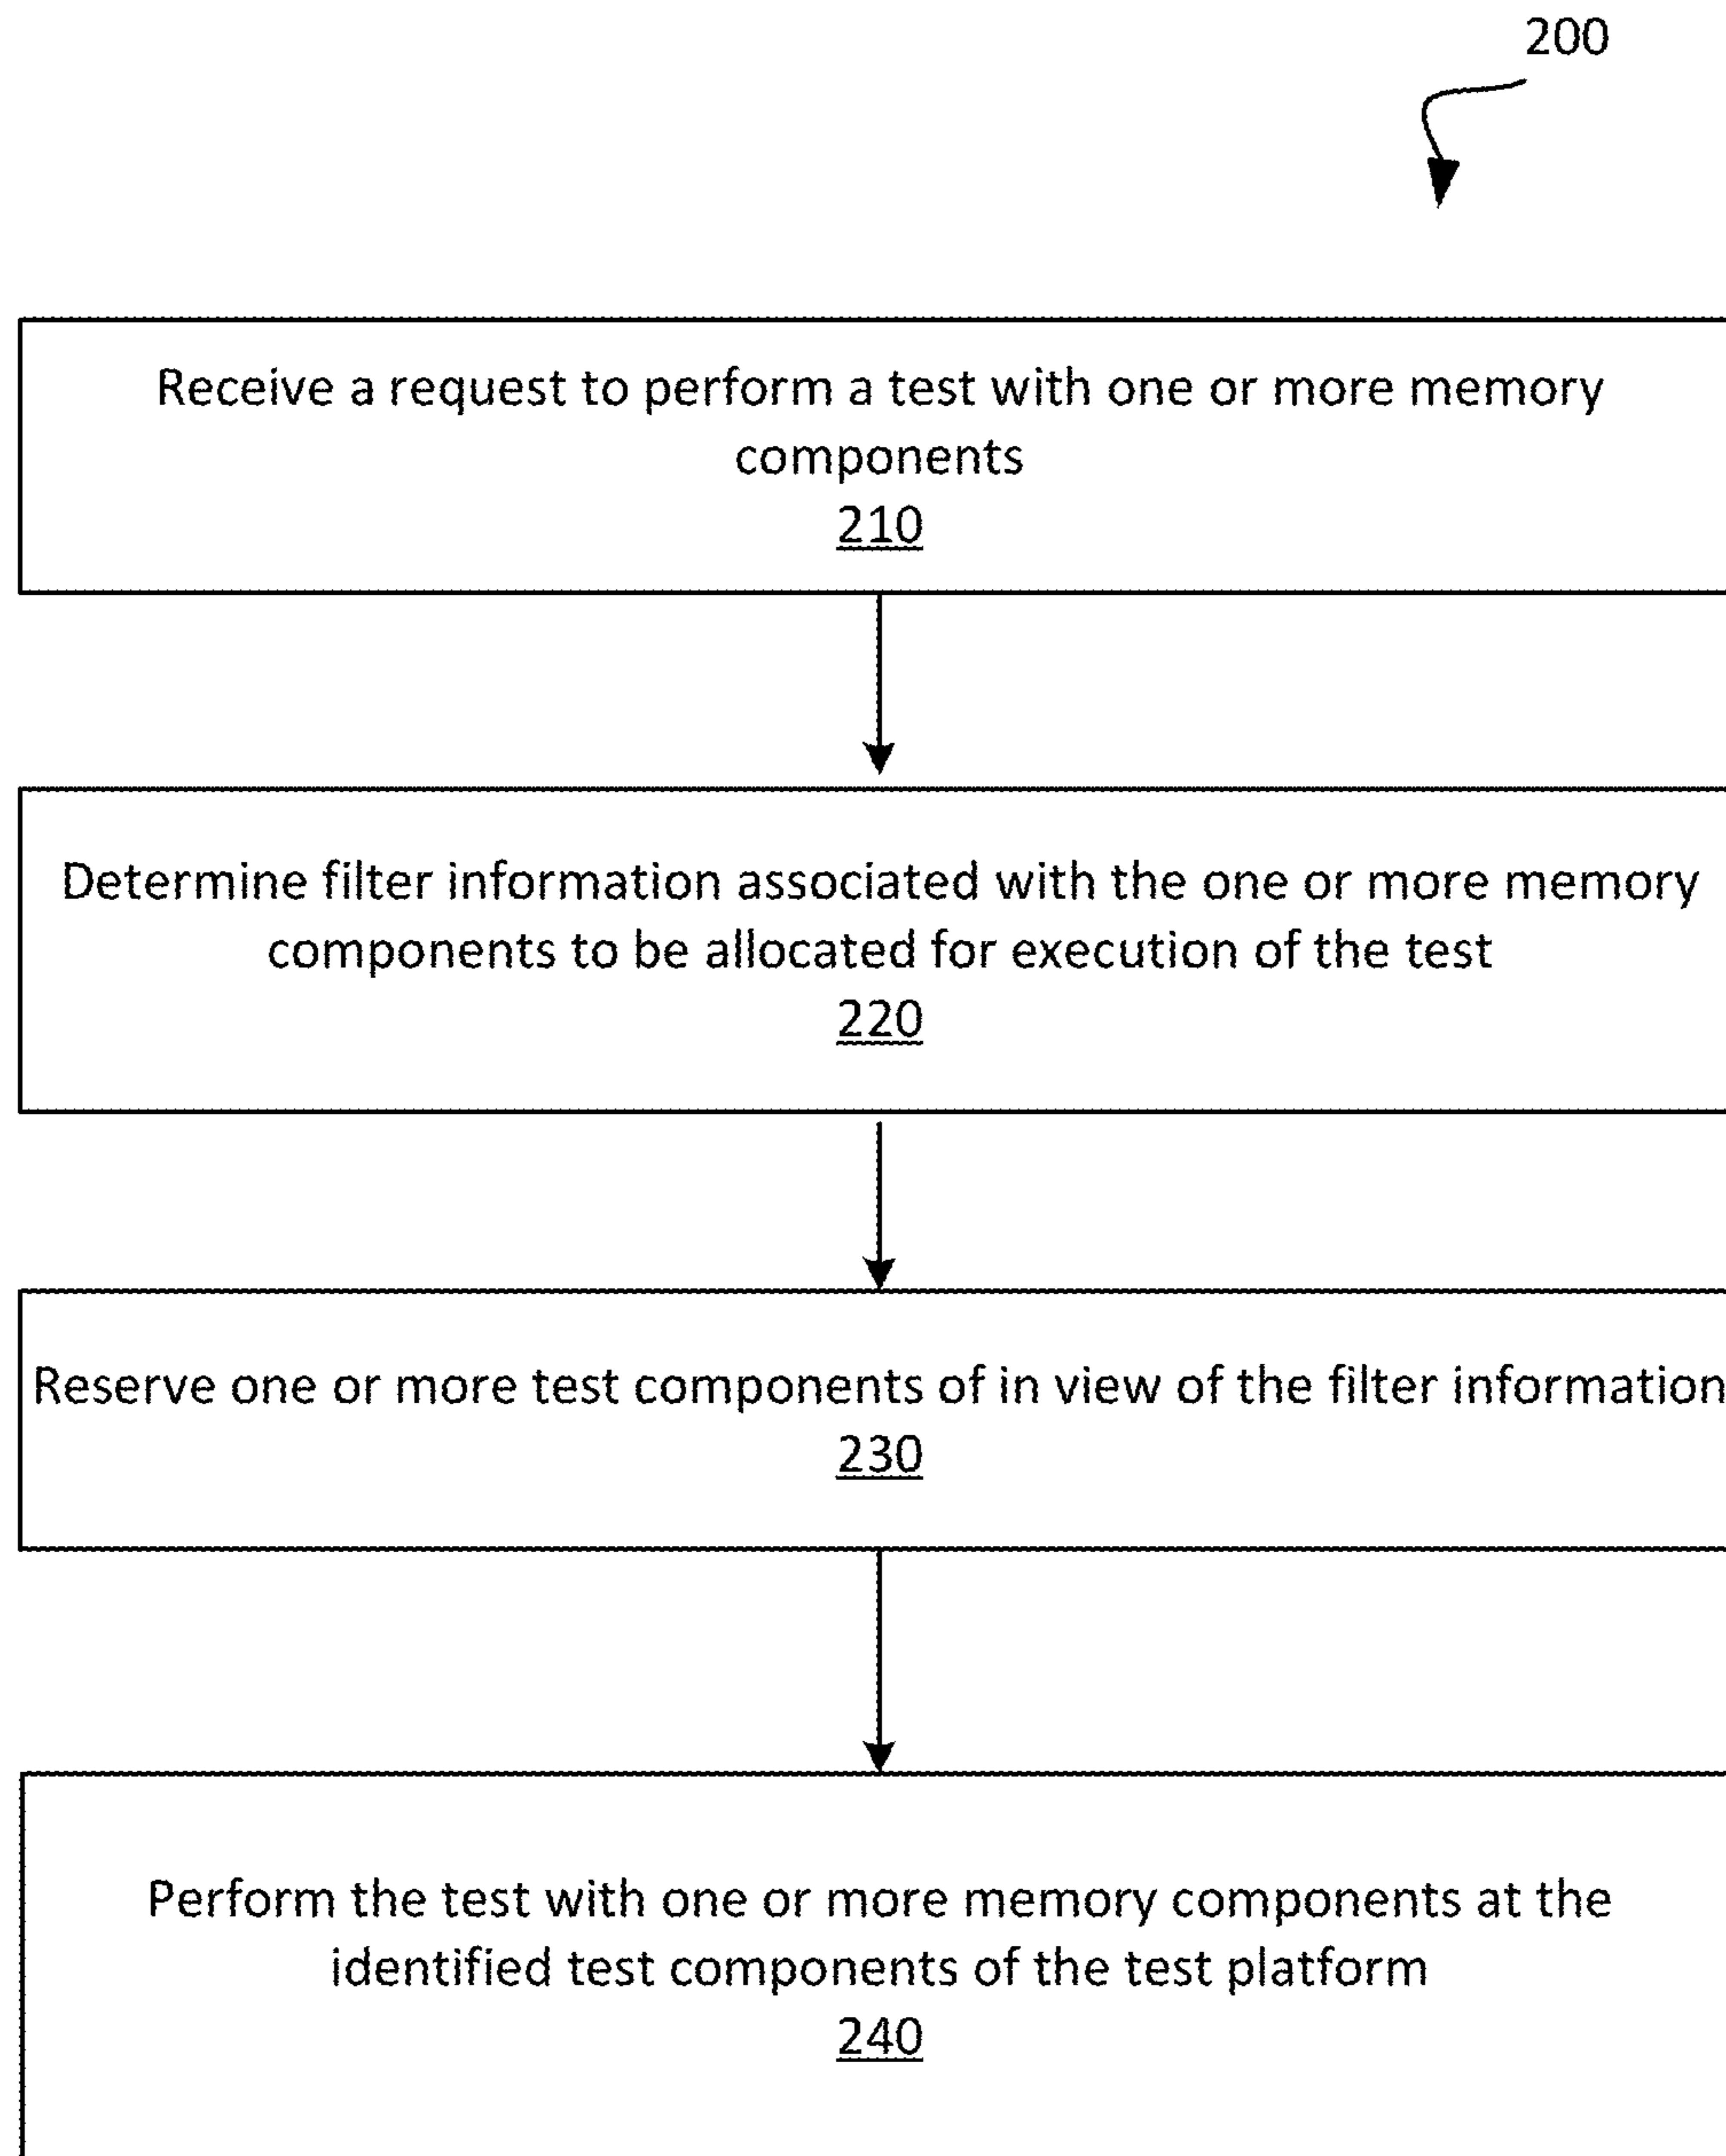 200
Receive a request to perform a test with one or more memory
components
210
Determine filter information associated with the one or more memory
components to be allocated for execution of the test
220
Reserve one or more test components of in view of the filter information
230
Perform the test with one or more memory components at the
identified test components of the test platform
240